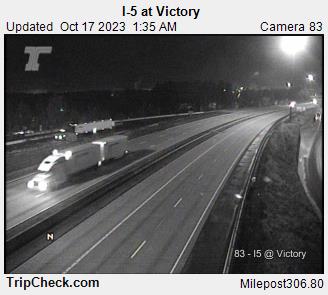 I-5 at Victory
Updated Oct 17 2023 1:35 AM Camera 83
T
N
83 - I5 @ Victory
TripCheck.com Milepost306.80